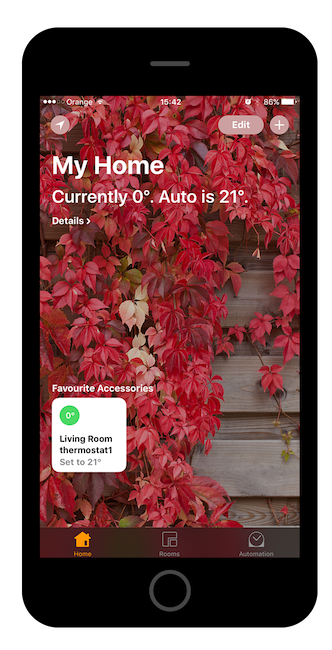 Orange 15:42 86%
Edit
My Home
Currently 0°. Auto is 21°.
Details >
Favourite Accessories
0°
Living Room
thermostat1
Set to 21°
Home Rooms Automation